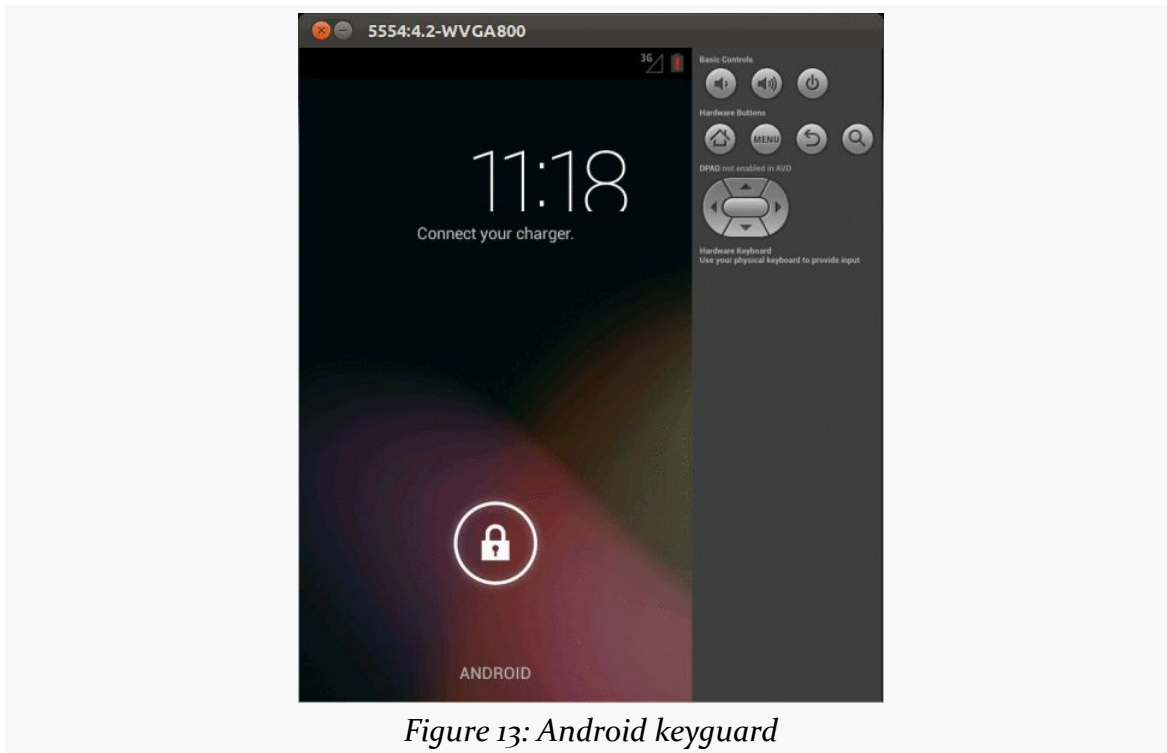 5554:4.2-WVGA800
3G
Basic Controls
11:18
Connect your charger.
ANDROID
Hardware Buttons
MENU
DPAD not enabled in AVD
Hardware Keyboard
Use your physical keyboard to provide input
Figure 13: Android keyguard